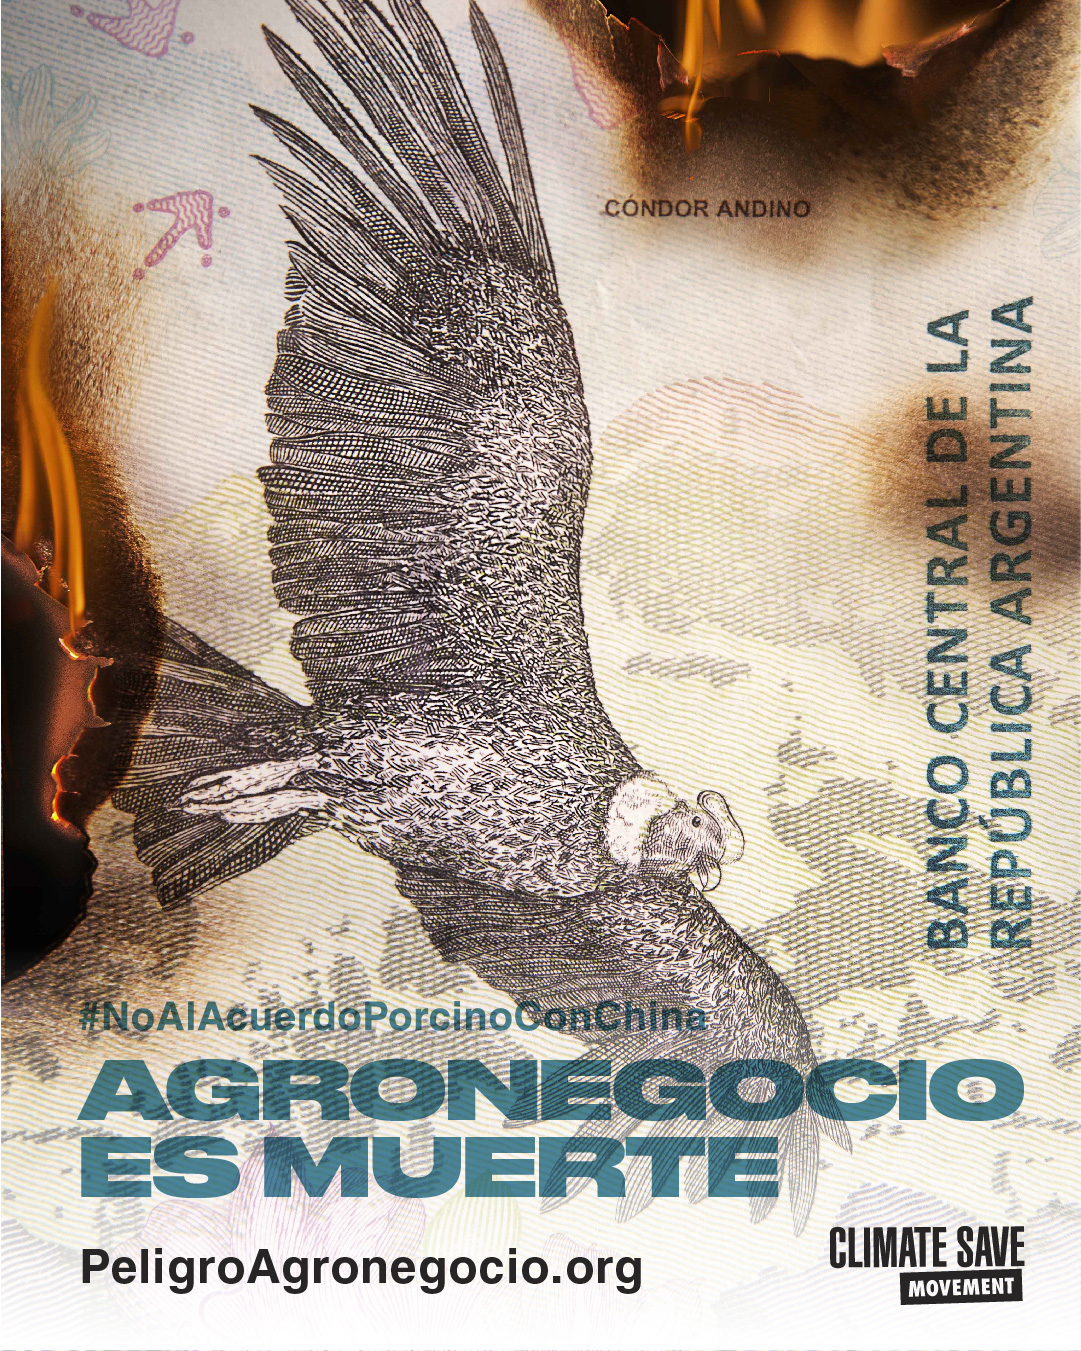 CÓNDOR ANDINO
BANCO CENTRAL DE LA
REPÚBLICA ARGENTINA
#NoAlAcuerdoPorcinoConChina
AGRONEGOCIO
ES MUERTE
PeligroAgronegocio.org
CLIMATE SAVE
MOVEMENT